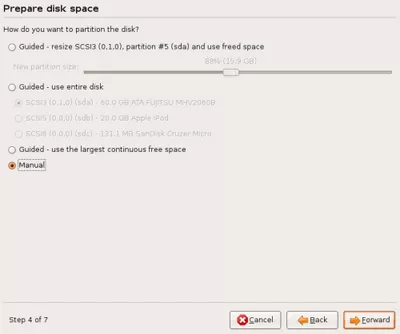 Prepare disk space
How do you want to partition the disk?
Guided - resize SCSI3 (0,1,0), partition #5 (sda) and use freed space
New partition size:
88% (15.9 GB)
Guided - use entire disk
SCSI3 (0,1,0) (sda) - 60.0 GB ATA FUJITSU MHV2060B
SCSI5 (0,0,0) (sdb) - 20.0 GB Apple iPod
SCSI6 (0,0,0) (sdc) - 131.1 MB SanDisk Cruzer Micro
Guided - use the largest continuous free space
Manual
Step 4 of 7
Cancel
Back
Forward